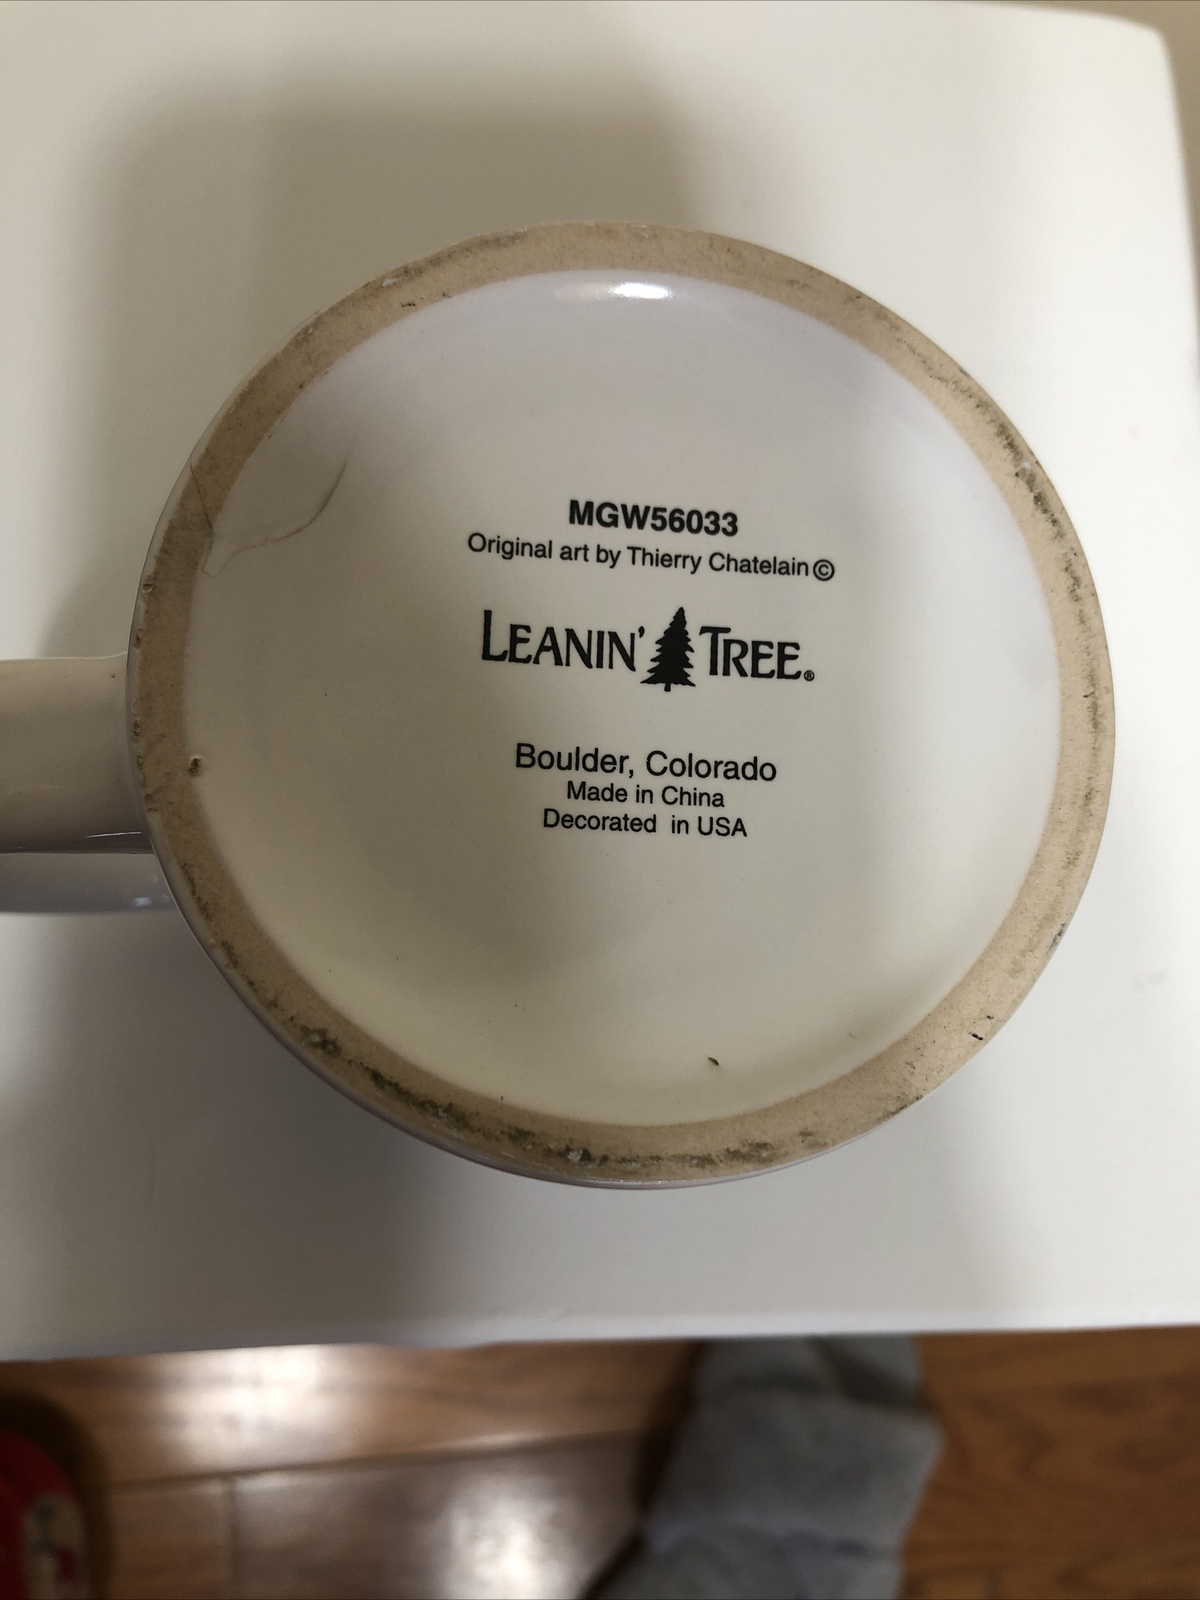 MGW56033
Original art by Thierry Chatelain ©
LEANIN' TREE®
Boulder, Colorado
Made in China
Decorated in USA